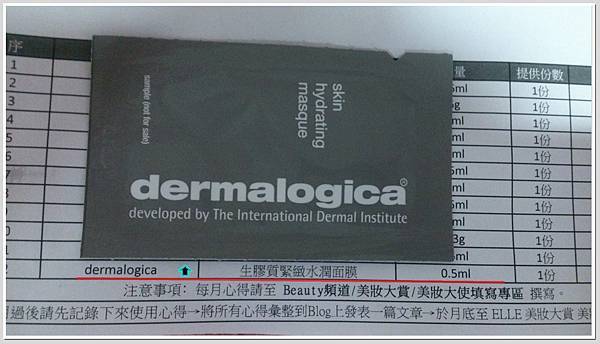 序
量
提供份數
1
1份
2
1份
1份
1份
1份
1份
1份
1份
1份
1份
1份
sample (not for sale)
skin
hydrating
masque
dermalogica®
developed by The International Dermal Institute
dermalogica 生膠質緊緻水潤面膜 0.5ml 1份
注意事項: 每月心得請至 Beauty頻道/美妝大賞/美妝大使填寫專區 撰寫。
過後請先記錄下來使用心得→將所有心得彙整到Blog上發表一篇文章→於月底至 ELLE 美妝大賞 美